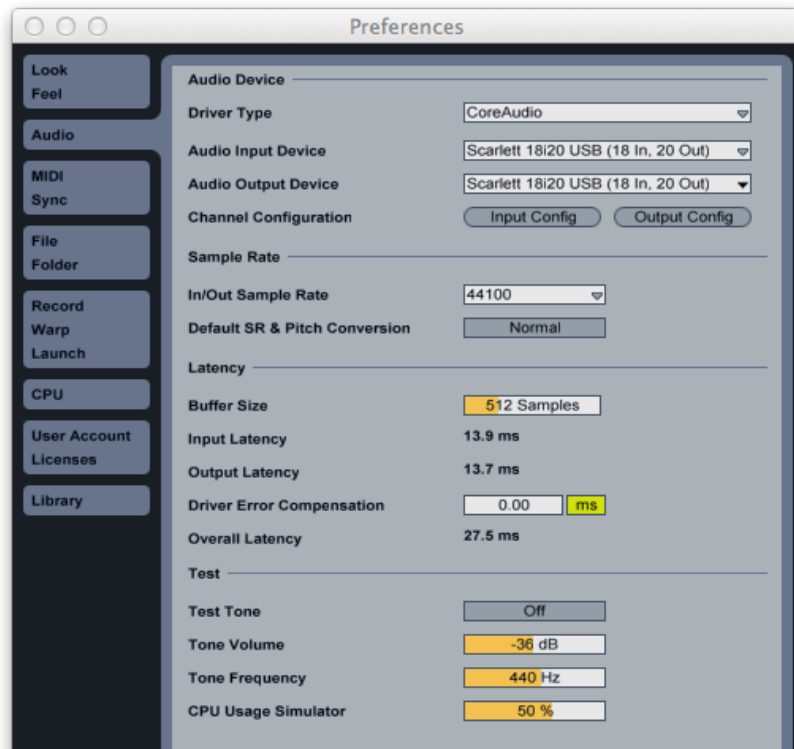 Preferences
Look
Feel
Audio
MIDI
Sync
File
Folder
Record
Warp
Launch
CPU
User Account
Licenses
Library
Audio Device
Driver Type CoreAudio
Audio Input Device Scarlett 18i20 USB (18 In, 20 Out)
Audio Output Device Scarlett 18i20 USB (18 In, 20 Out)
Channel Configuration Input Config Output Config
Sample Rate
In/Out Sample Rate 44100
Default SR & Pitch Conversion Normal
Latency
Buffer Size 512 Samples
Input Latency 13.9 ms
Output Latency 13.7 ms
Driver Error Compensation 0.00 ms
Overall Latency 27.5 ms
Test
Test Tone Off
Tone Volume -36 dB
Tone Frequency 440 Hz
CPU Usage Simulator 50 %